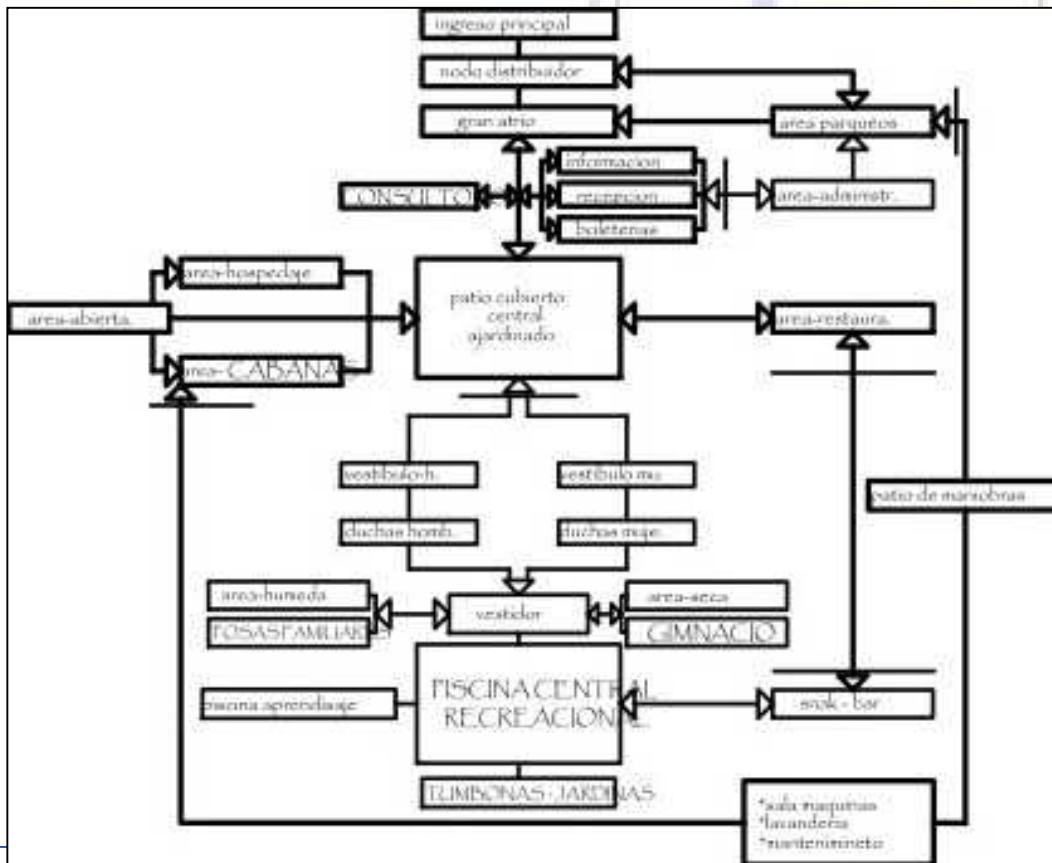 ingreso principal
nodo distribuidor
gran atrio
area parqueos
informacion
CONSULTO
recepcion
area-administr.
boleterias
area-hospedaje
patio cubierto
central
ajardinado
area-abierta.
area-restaura.
area- CABANAS
vestibulo-h.
vestibulo mu.
patio de maniobras
duchas homb.
duchas muje.
area-humeda
area-seca
vestidor
POSAS FAMILIARES
GIMNACIO
PISCINA CENTRAL
RECREACIONAL
piscina aprendisaje
snak - bar
TUMBONAS - JARDINAS
*sala maquinas
*lavanderia
*mantenimineto